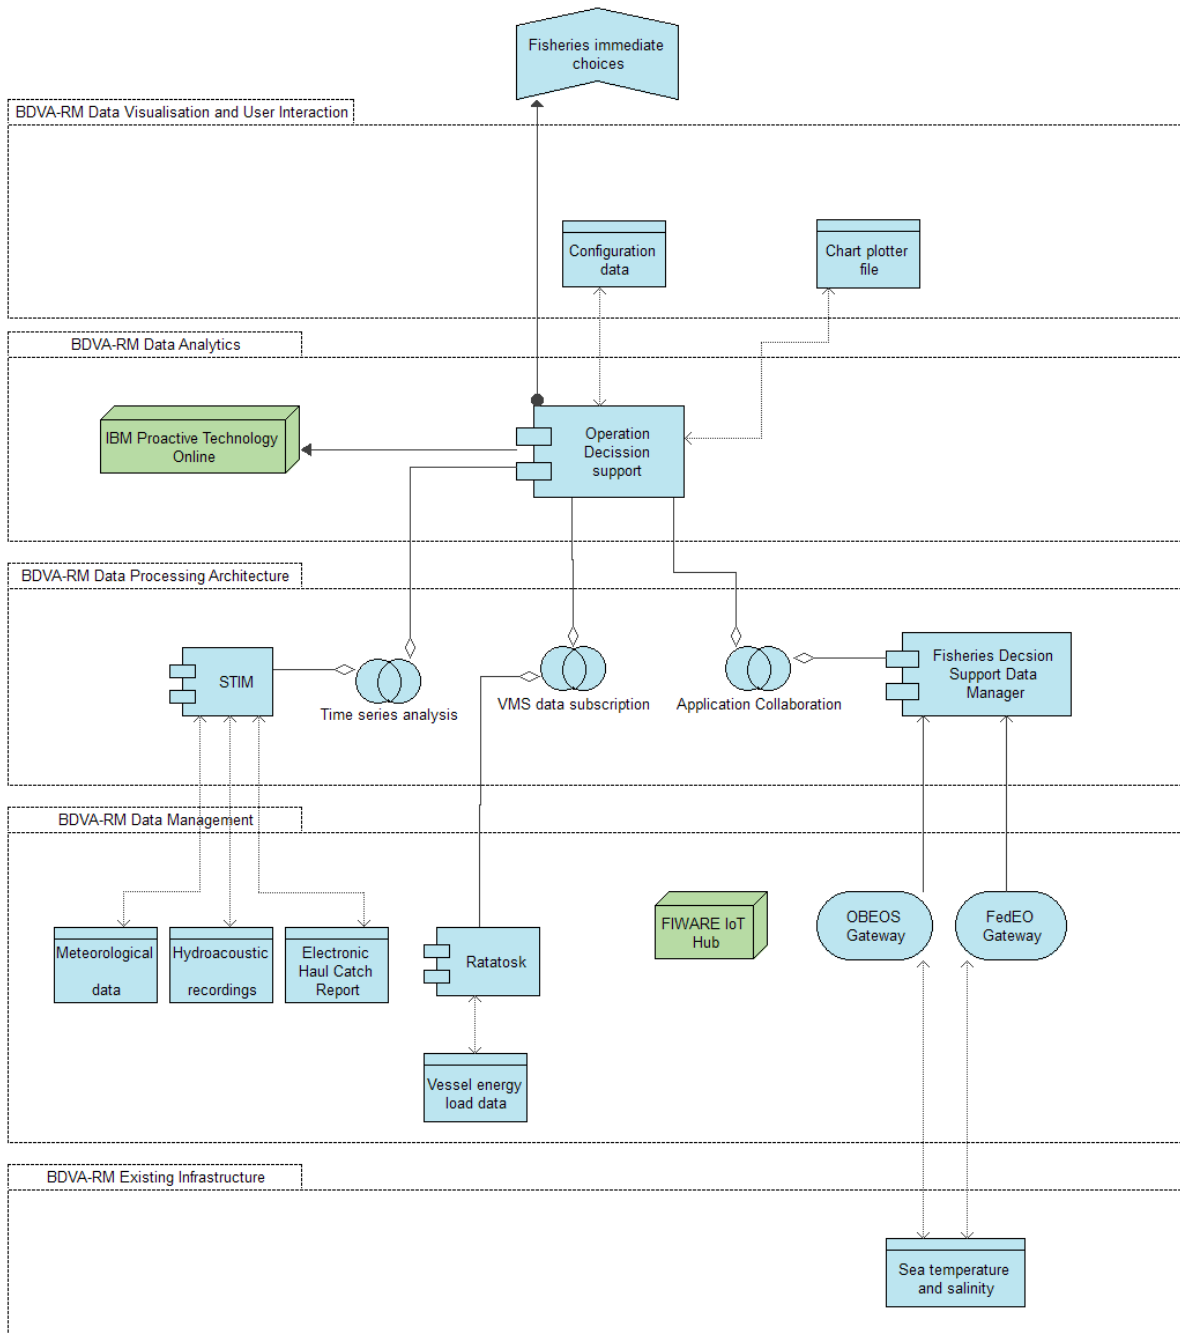 Fisheries immediate
choices
BDVA-RM Data Visualisation and User Interaction
Configuration
data
Chart plotter
file
BDVA-RM Data Analytics
IBM Proactive Technology
Online
Operation
Decission
support
BDVA-RM Data Processing Architecture
STIM
Time series analysis
VMS data subscription
Application Collaboration
Fisheries Decsion
Support Data
Manager
BDVA-RM Data Management
Meteorological
data
Hydroacoustic
recordings
Electronic
Haul Catch
Report
Ratatosk
FIWARE IoT
Hub
OBEOS
Gateway
FedEO
Gateway
Vessel energy
load data
BDVA-RM Existing Infrastructure
Sea temperature
and salinity